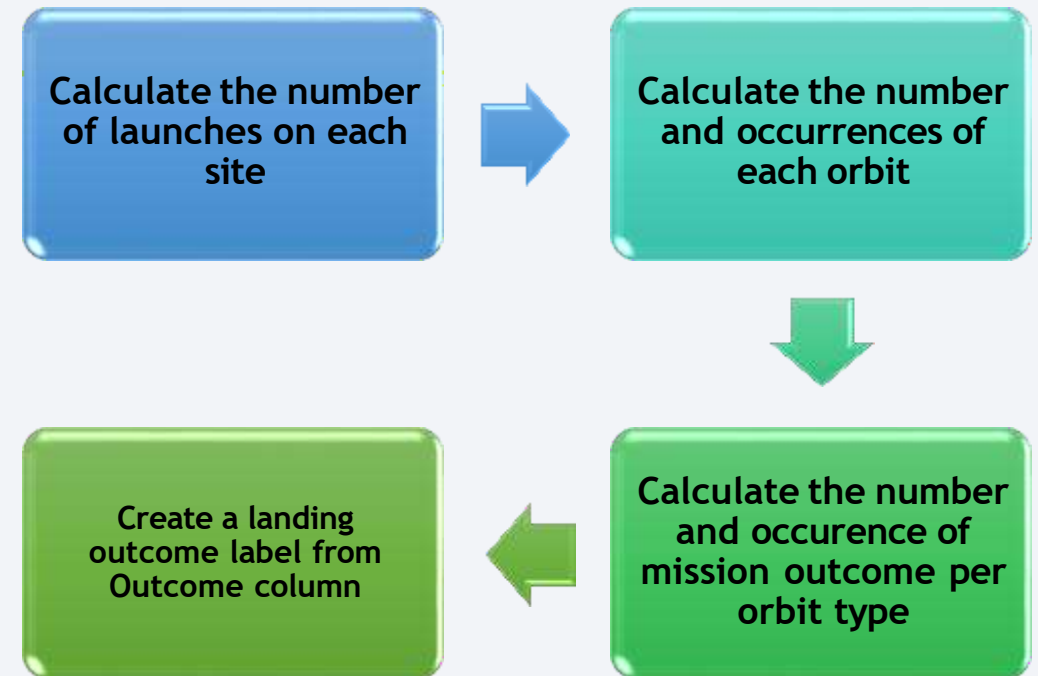 Calculate the number
of launches on each
site
Calculate the number
and occurrences of
each orbit
Calculate the number
and occurence of
mission outcome per
orbit type
Create a landing
outcome label from
Outcome column